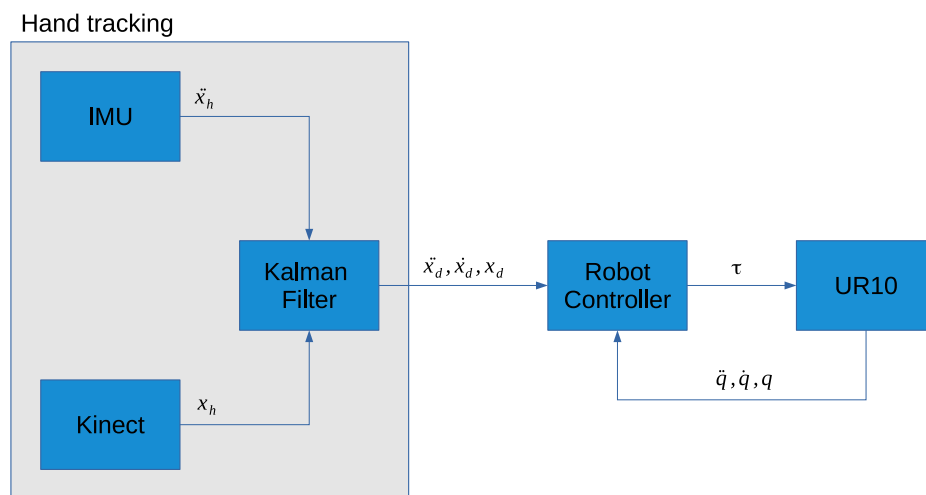 Hand tracking
IMU
ẍ_h
Kalman
Filter
ẍ_d, ẋ_d, x_d
Robot
Controller
τ
UR10
q̈, q̇, q
Kinect
x_h